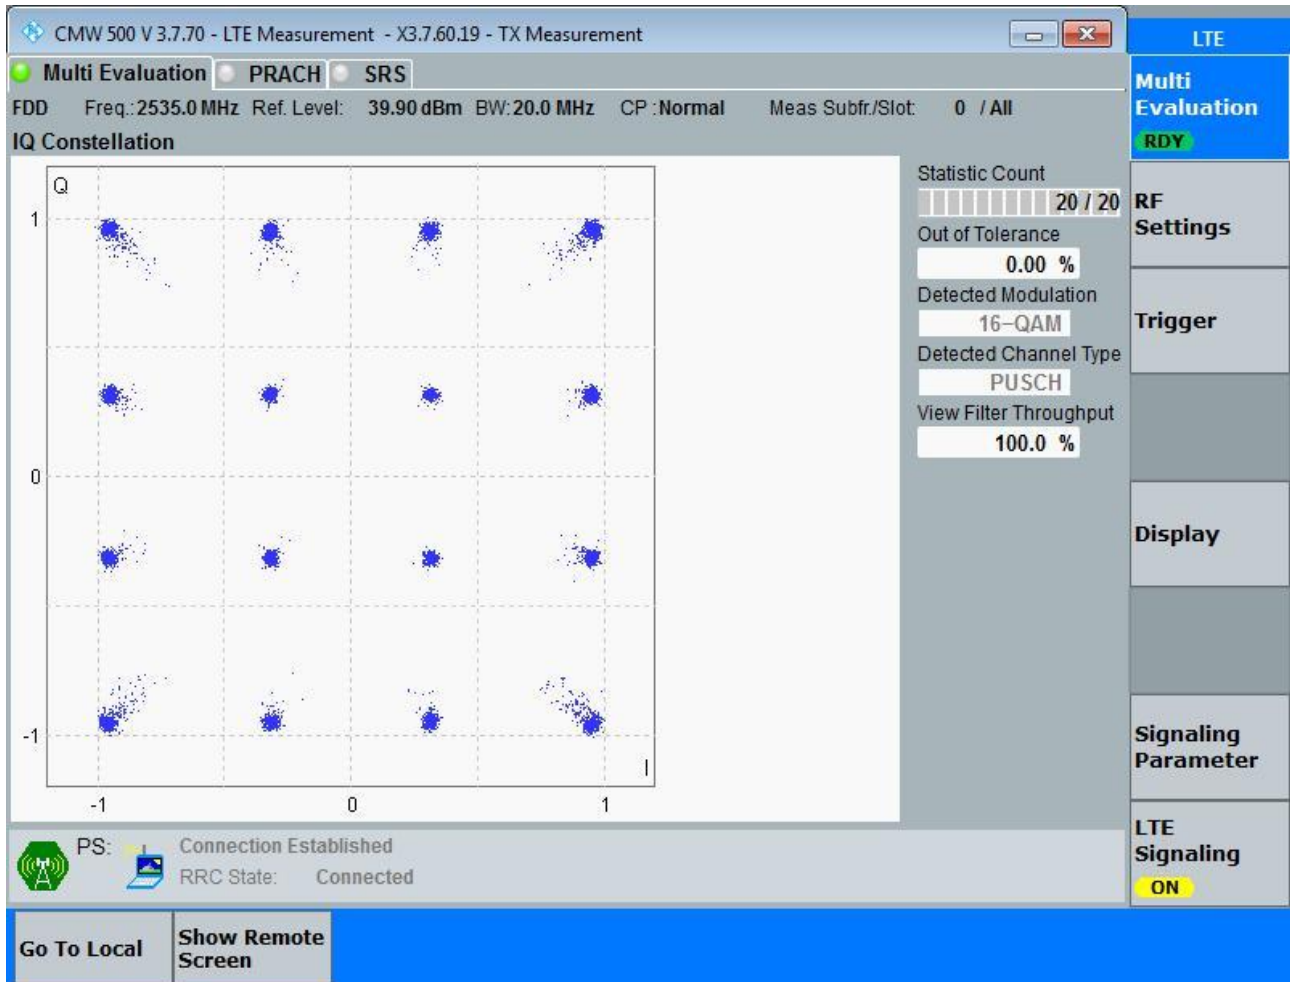 CMW 500 V 3.7.70 - LTE Measurement - X3.7.60.19 - TX Measurement
LTE
Multi Evaluation PRACH SRS
FDD Freq.: 2535.0 MHz Ref. Level: 39.90 dBm BW: 20.0 MHz CP : Normal Meas Subfr./Slot: 0 / All
IQ Constellation
Q
1
0
-1
-1 0 1
I
Statistic Count
20 / 20
Out of Tolerance
0.00 %
Detected Modulation
16-QAM
Detected Channel Type
PUSCH
View Filter Throughput
100.0 %
Multi
Evaluation
RDY
RF
Settings
Trigger
Display
Signaling
Parameter
LTE
Signaling
ON
PS: Connection Established
RRC State: Connected
Go To Local
Show Remote
Screen